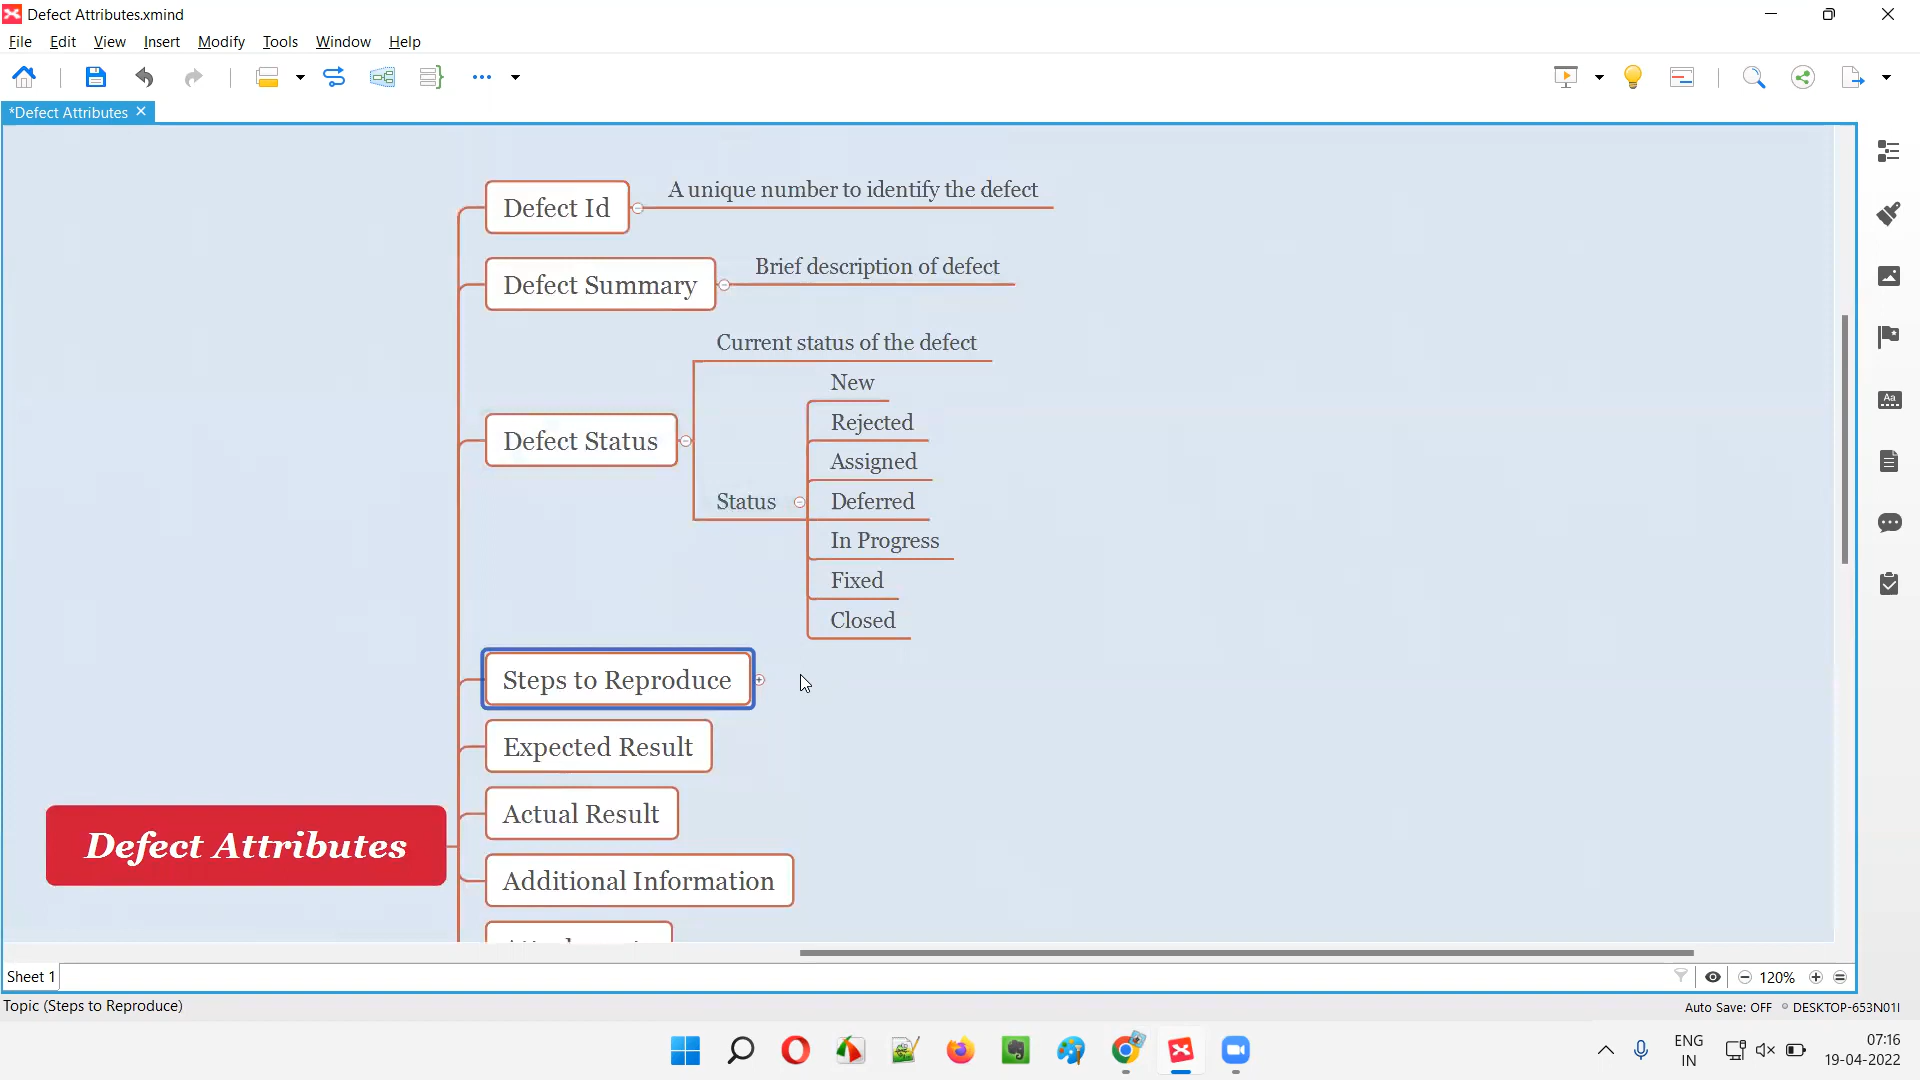 Defect Attributes.xmind
File Edit View Insert Modify Tools Window Help
*Defect Attributes
Defect Id
A unique number to identify the defect
Defect Summary
Brief description of defect
Defect Status
Current status of the defect
Status
New
Rejected
Assigned
Deferred
In Progress
Fixed
Closed
Steps to Reproduce
Expected Result
Actual Result
Defect Attributes
Additional Information
Sheet 1
120%
Topic (Steps to Reproduce)
Auto Save: OFF DESKTOP-653N01I
ENG
IN
07:16
19-04-2022